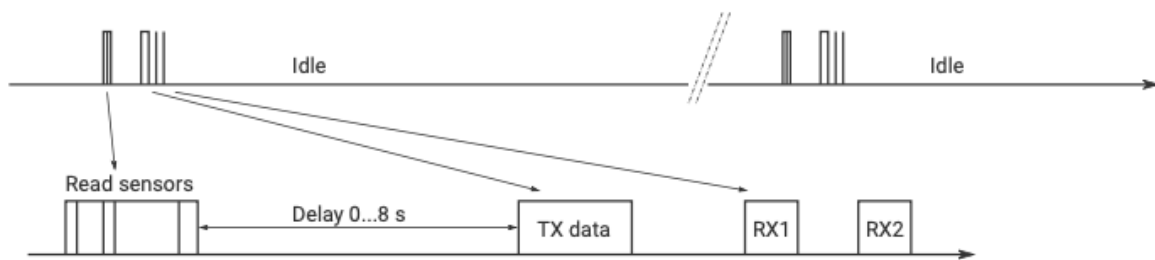 Idle
Idle
Read sensors
Delay 0...8 s
TX data
RX1
RX2